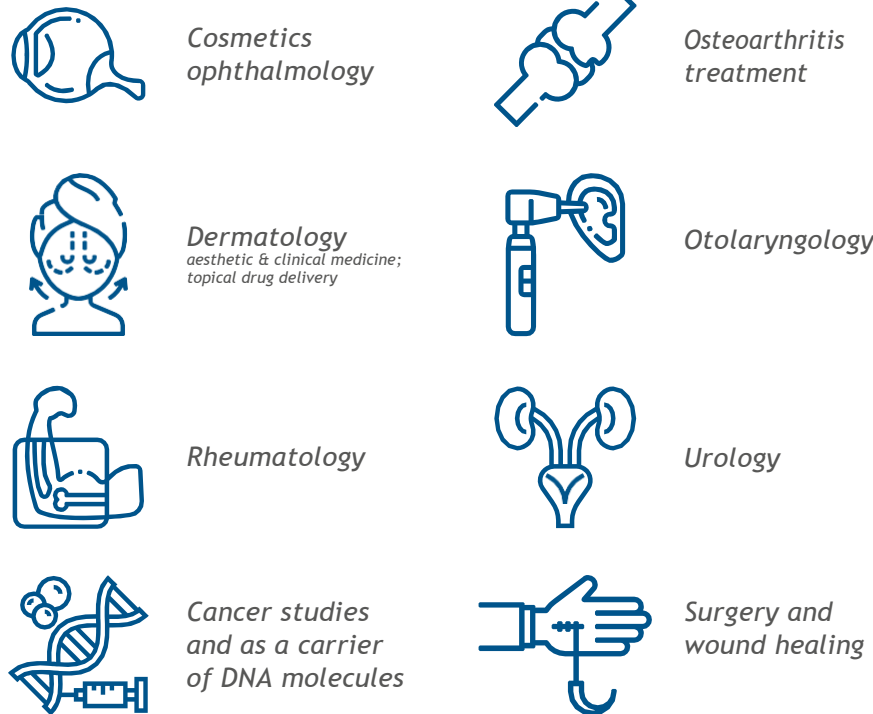 Cosmetics
ophthalmology
Osteoarthritis
treatment
Dermatology
aesthetic & clinical medicine;
topical drug delivery
Otolaryngology
Rheumatology
Urology
Cancer studies
and as a carrier
of DNA molecules
Surgery and
wound healing